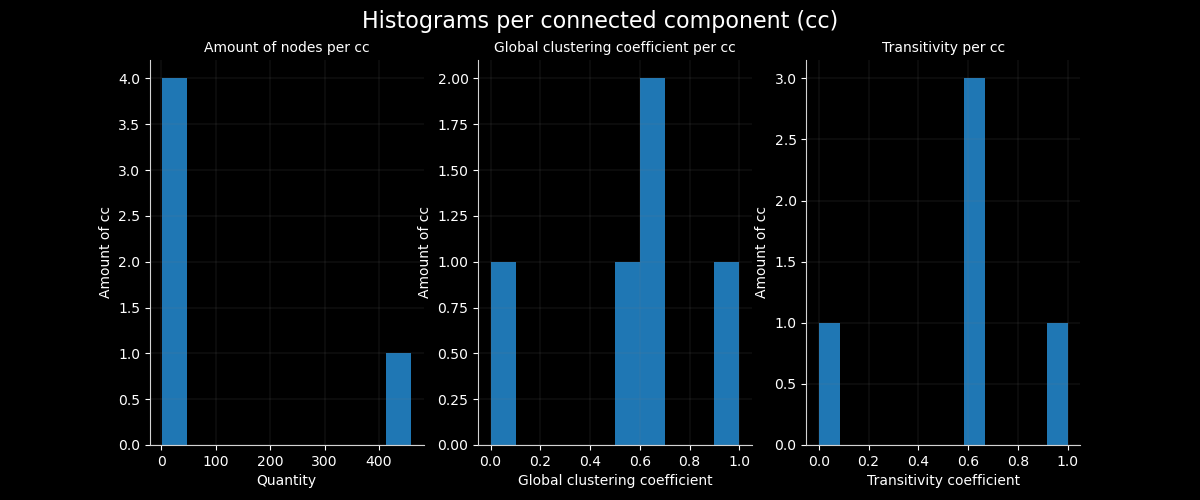 Histograms per connected component (cc)
Amount of nodes per cc
4.0
3.5
3.0
2.5
2.0
1.5
1.0
0.5
0.0
Amount of cc
0 100 200 300 400
Quantity
Global clustering coefficient per cc
2.00
1.75
1.50
1.25
1.00
0.75
0.50
0.25
0.00
Amount of cc
0.0 0.2 0.4 0.6 0.8 1.0
Global clustering coefficient
Transitivity per cc
3.0
2.5
2.0
1.5
1.0
0.5
0.0
Amount of cc
0.0 0.2 0.4 0.6 0.8 1.0
Transitivity coefficient